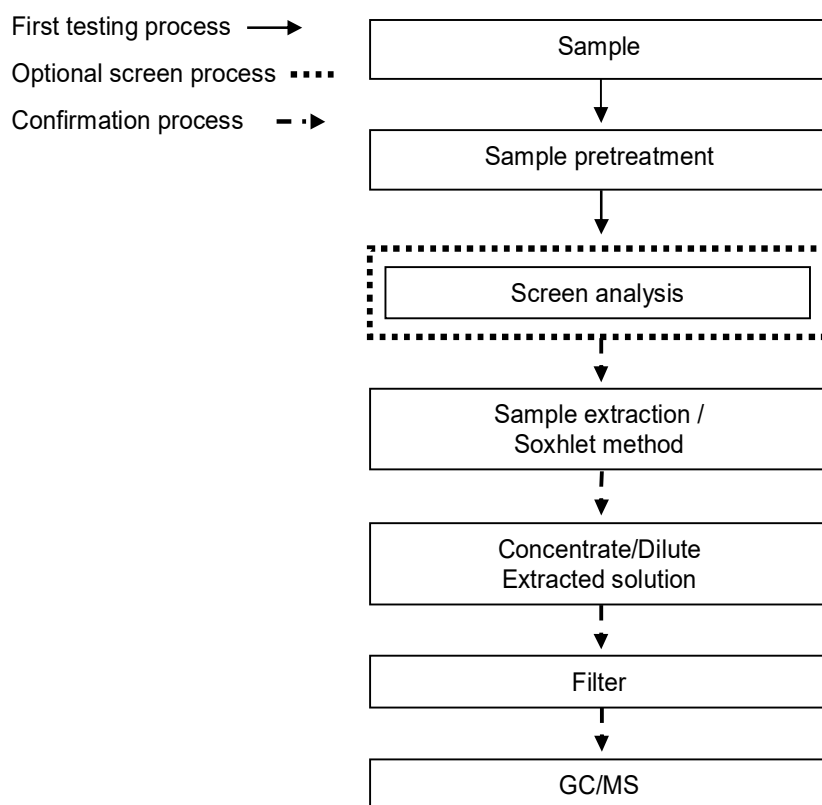 First testing process
Optional screen process
Confirmation process
Sample
Sample pretreatment
Screen analysis
Sample extraction /
Soxhlet method
Concentrate/Dilute
Extracted solution
Filter
GC/MS